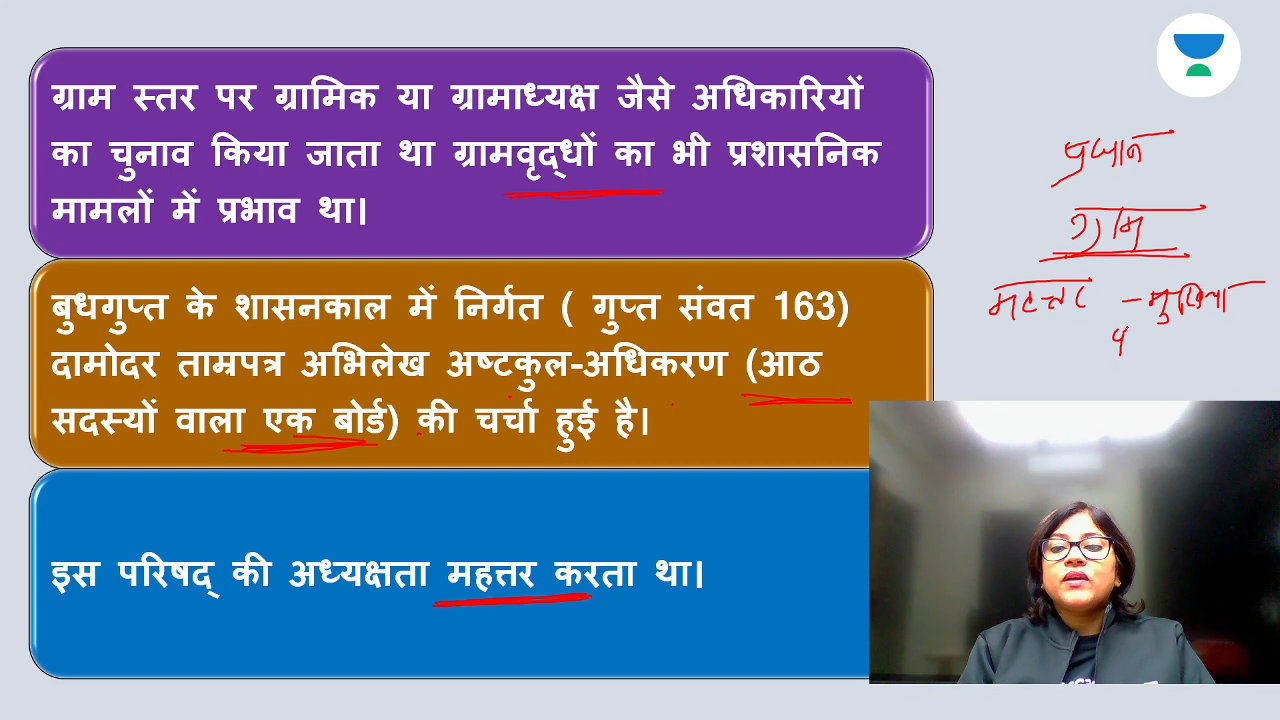 ग्राम स्तर पर ग्रामिक या ग्रामाध्यक्ष जैसे अधिकारियों
का चुनाव किया जाता था ग्रामवृद्धों का भी प्रशासनिक
मामलों में प्रभाव था।
बुधगुप्त के शासनकाल में निर्गत ( गुप्त संवत 163)
दामोदर ताम्रपत्र अभिलेख अष्टकुल-अधिकरण (आठ
सदस्यों वाला एक बोर्ड) की चर्चा हुई है।
इस परिषद् की अध्यक्षता महत्तर करता था।
प्रधान
ग्राम
महत्तर - मुखिया